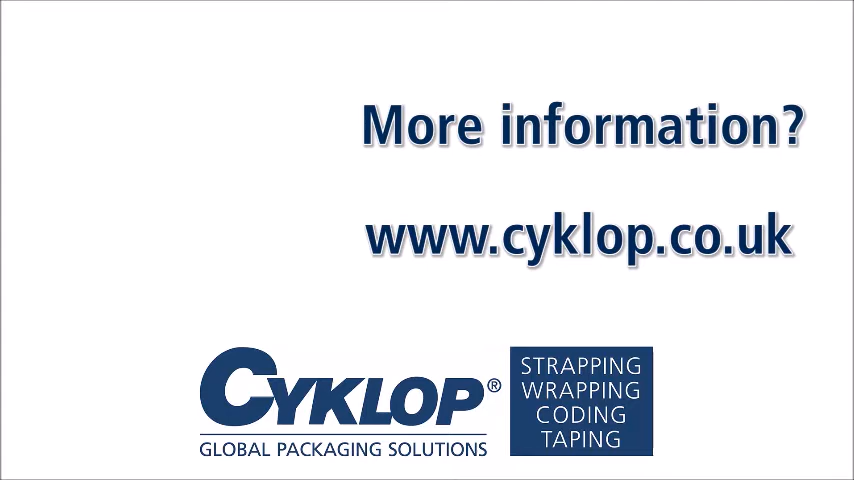 More information?
www.cyklop.co.uk
CYKLOP®
GLOBAL PACKAGING SOLUTIONS
STRAPPING
WRAPPING
CODING
TAPING